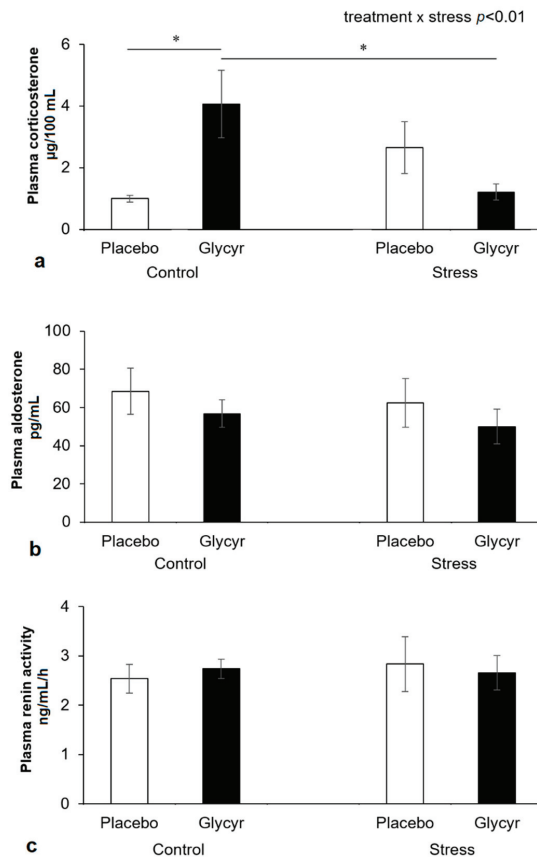 treatment x stress p<0.01
* *
Plasma corticosterone
µg/100 mL
6
4
2
0
Placebo Glycyr Placebo Glycyr
a
Control Stress
Plasma aldosterone
pg/mL
100
80
60
40
20
0
Placebo Glycyr Placebo Glycyr
b
Control Stress
Plasma renin activity
ng/mL/h
4
3
2
1
0
Placebo Glycyr Placebo Glycyr
c
Control Stress